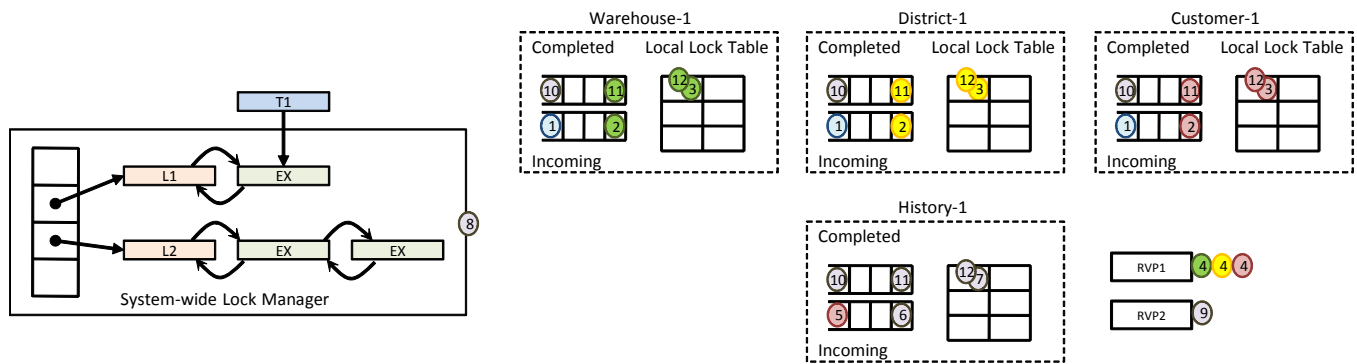 Warehouse-1
Completed Local Lock Table
10 11 12 3
1 2
Incoming
District-1
Completed Local Lock Table
10 11 12 3
1 2
Incoming
Customer-1
Completed Local Lock Table
10 11 12 3
1 2
Incoming
T1
L1 EX
8
L2 EX EX
System-wide Lock Manager
History-1
Completed
10 11 12 7
5 6
Incoming
RVP1 4 4 4
RVP2 9